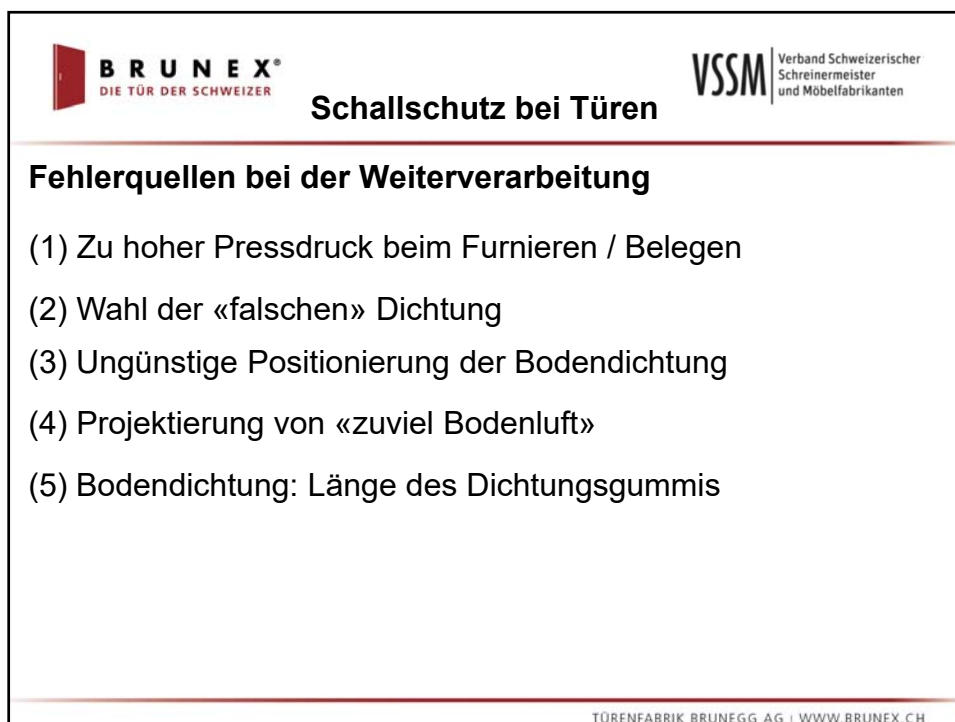 BRUNEX®
DIE TÜR DER SCHWEIZER
VSSM
Verband Schweizerischer
Schreinermeister
und Möbelfabrikanten
Schallschutz bei Türen
Fehlerquellen bei der Weiterverarbeitung
(1) Zu hoher Pressdruck beim Furnieren / Belegen
(2) Wahl der «falschen» Dichtung
(3) Ungünstige Positionierung der Bodendichtung
(4) Projektierung von «zuviel Bodenluft»
(5) Bodendichtung: Länge des Dichtungsgummis
TÜRENFABRIK BRUNEGG AG | WWW.BRUNEX.CH